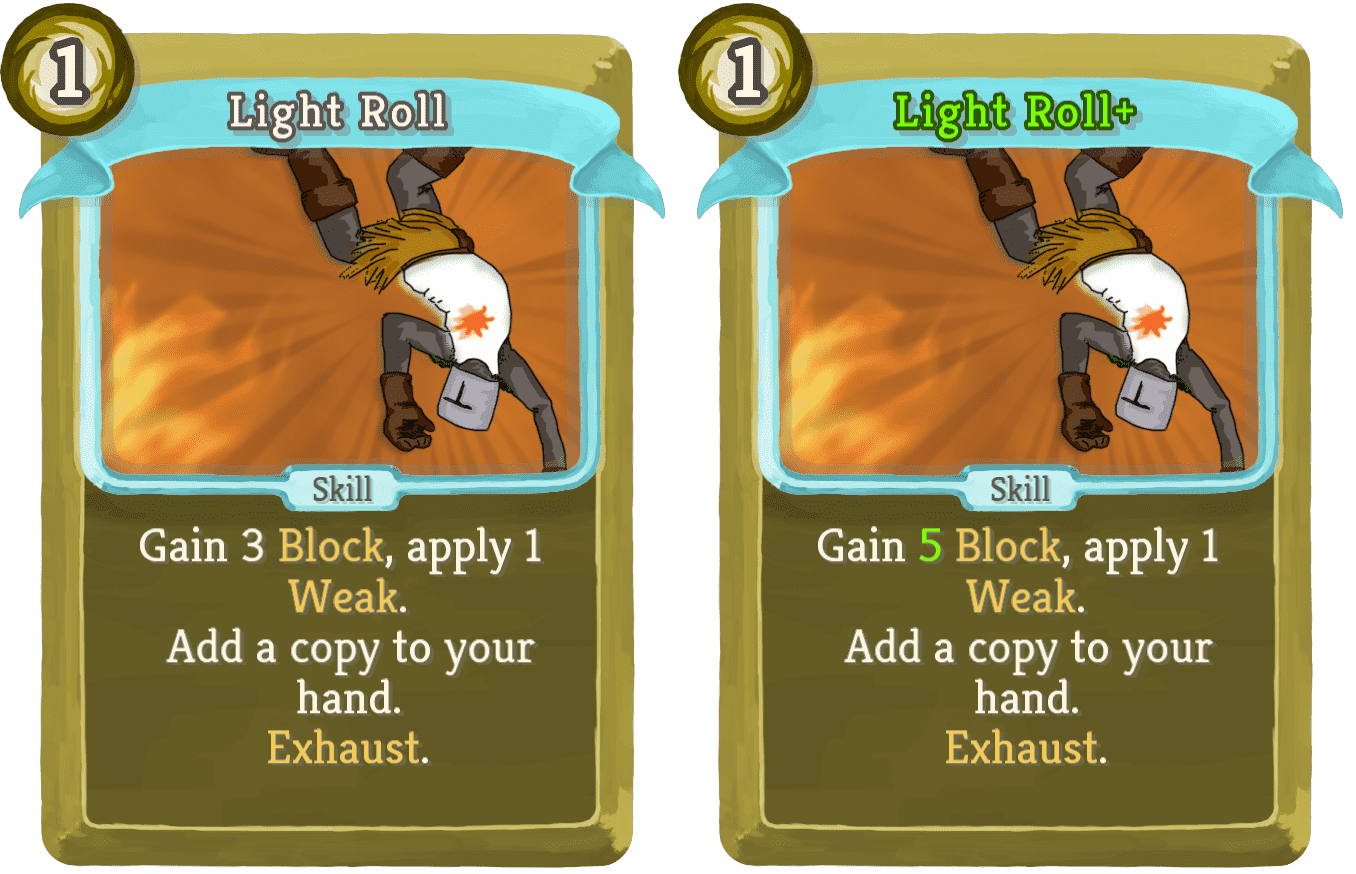 1
Light Roll
Skill
Gain 3 Block, apply 1
Weak.
Add a copy to your
hand.
Exhaust.
1
Light Roll+
Skill
Gain 5 Block, apply 1
Weak.
Add a copy to your
hand.
Exhaust.